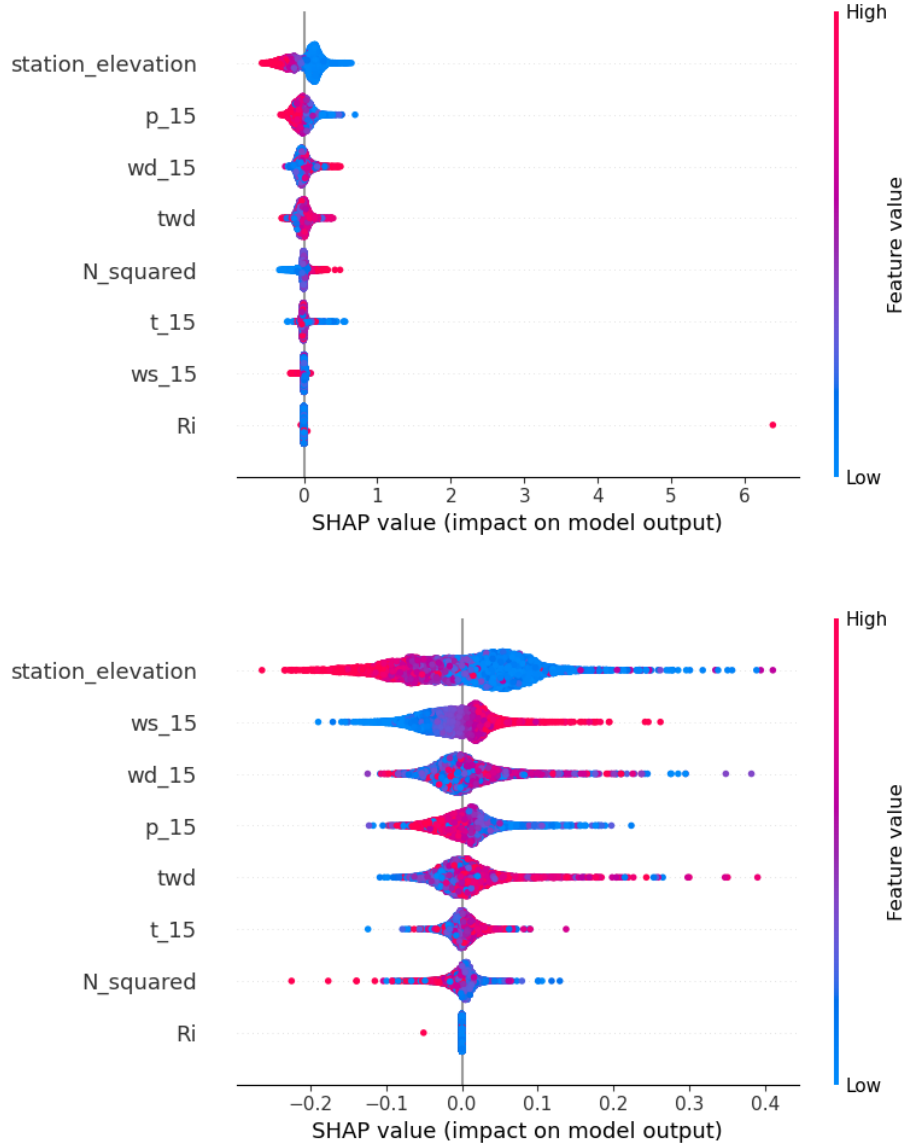 High
station_elevation
p_15
wd_15
twd
N_squared
t_15
ws_15
Ri
Feature value
Low
0 1 2 3 4 5 6
SHAP value (impact on model output)
High
station_elevation
ws_15
wd_15
p_15
twd
t_15
N_squared
Ri
Feature value
Low
−0.2 −0.1 0.0 0.1 0.2 0.3 0.4
SHAP value (impact on model output)